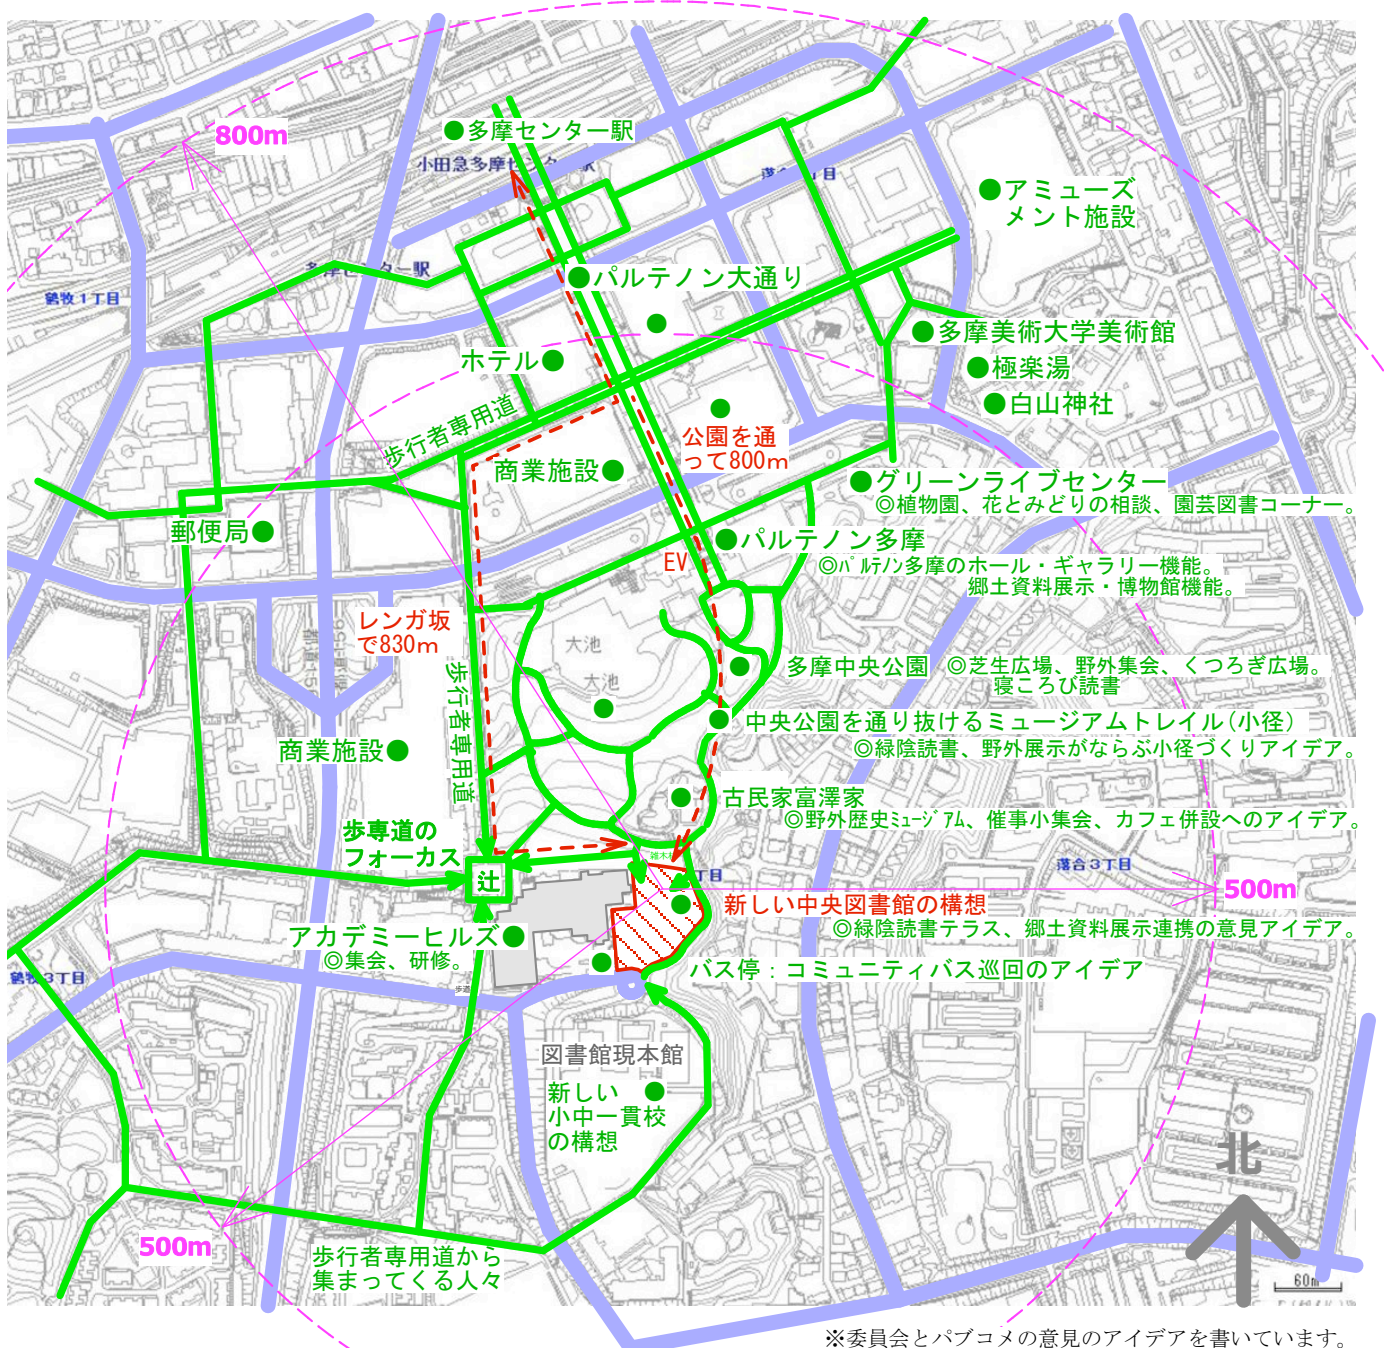 800m
●多摩センター駅
小田急多摩センター駅
●アミューズ
メント施設
多摩センター駅
●パルテノン大通り
鶴牧1丁目
●多摩美術大学美術館
ホテル●
●極楽湯
●白山神社
歩行者専用道
公園を通
って800m
商業施設●
●グリーンライブセンター
◎植物園、花とみどりの相談、園芸図書コーナー。
郵便局●
●パルテノン多摩
EV
◎パルテノン多摩のホール・ギャラリー機能。
郷土資料展示・博物館機能。
レンガ坂
で830m
大池
大池
歩行者専用道
多摩中央公園 ◎芝生広場、野外集会、くつろぎ広場。
寝ころび読書
中央公園を通り抜けるミュージアムトレイル(小径)
◎緑陰読書、野外展示がならぶ小径づくりアイデア。
商業施設●
古民家富澤家
◎野外歴史ミュージアム、催事小集会、カフェ併設へのアイデア。
歩専道の
フォーカス
雑木林
落合3丁目
辻
丁目
500m
新しい中央図書館の構想
◎緑陰読書テラス、郷土資料展示連携の意見アイデア。
アカデミーヒルズ●
◎集会、研修。
鶴牧3丁目
バス停：コミュニティバス巡回のアイデア
歩道
図書館現本館
新しい
小中一貫校
の構想
北
500m
歩行者専用道から
集まってくる人々
60m
※委員会とパブコメの意見のアイデアを書いています。